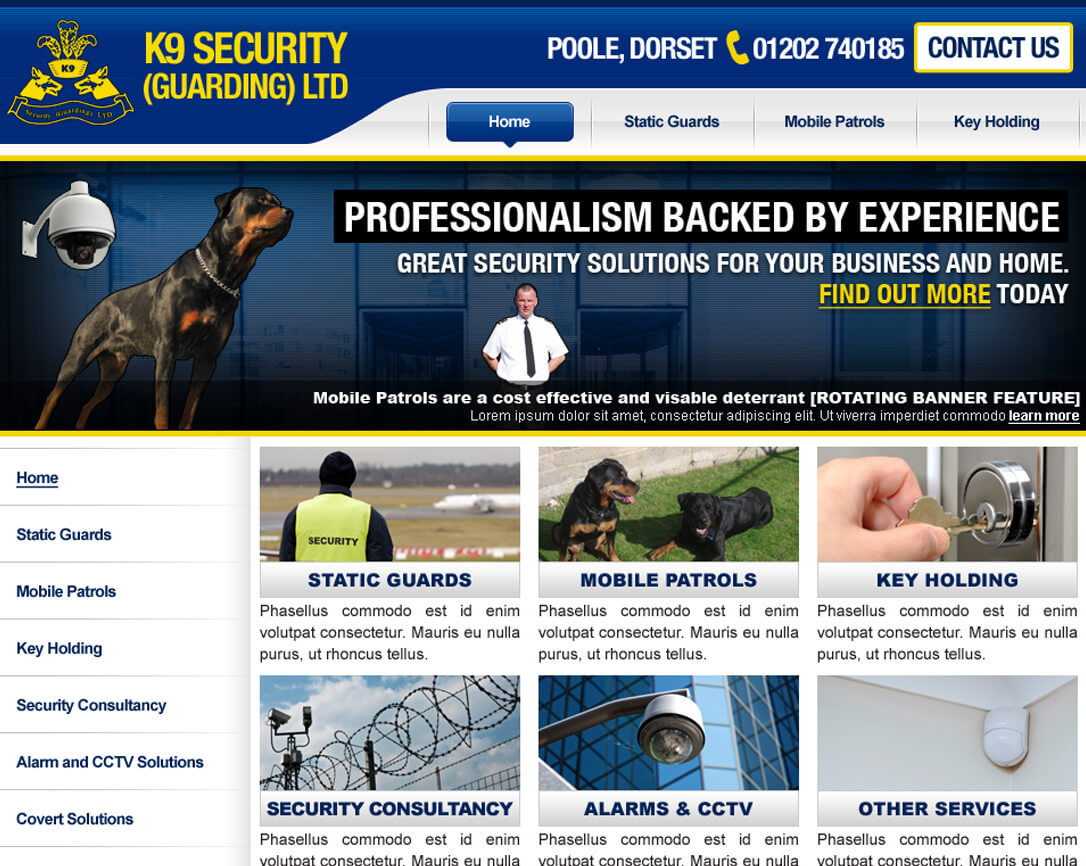 K9
Security (Guarding) LTD
K9 SECURITY
(GUARDING) LTD
POOLE, DORSET 01202 740185
CONTACT US
Home
Static Guards
Mobile Patrols
Key Holding
PROFESSIONALISM BACKED BY EXPERIENCE
GREAT SECURITY SOLUTIONS FOR YOUR BUSINESS AND HOME.
FIND OUT MORE TODAY
Mobile Patrols are a cost effective and visable deterrant [ROTATING BANNER FEATURE]
Lorem ipsum dolor sit amet, consectetur adipiscing elit. Ut viverra imperdiet commodo learn more
Home
Static Guards
Mobile Patrols
Key Holding
Security Consultancy
Alarm and CCTV Solutions
Covert Solutions
SECURITY
STATIC GUARDS
Phasellus commodo est id enim
volutpat consectetur. Mauris eu nulla
purus, ut rhoncus tellus.
MOBILE PATROLS
Phasellus commodo est id enim
volutpat consectetur. Mauris eu nulla
purus, ut rhoncus tellus.
KEY HOLDING
Phasellus commodo est id enim
volutpat consectetur. Mauris eu nulla
purus, ut rhoncus tellus.
SECURITY CONSULTANCY
Phasellus commodo est id enim
volutpat consectetur. Mauris eu nulla
ALARMS & CCTV
Phasellus commodo est id enim
volutpat consectetur. Mauris eu nulla
OTHER SERVICES
Phasellus commodo est id enim
volutpat consectetur. Mauris eu nulla